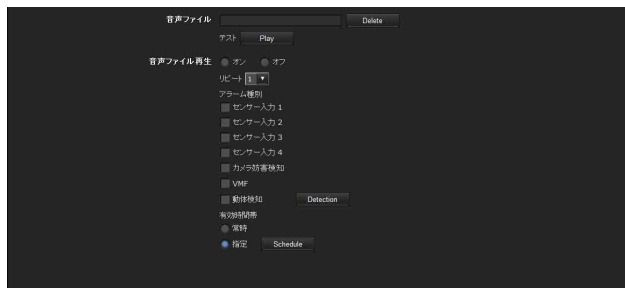 音声ファイル Delete
テスト Play
音声ファイル再生 オン オフ
リピート 1
アラーム種別
センサー入力 1
センサー入力 2
センサー入力 3
センサー入力 4
カメラ妨害検知
VMF
動体検知 Detection
有効時間帯
常時
指定 Schedule